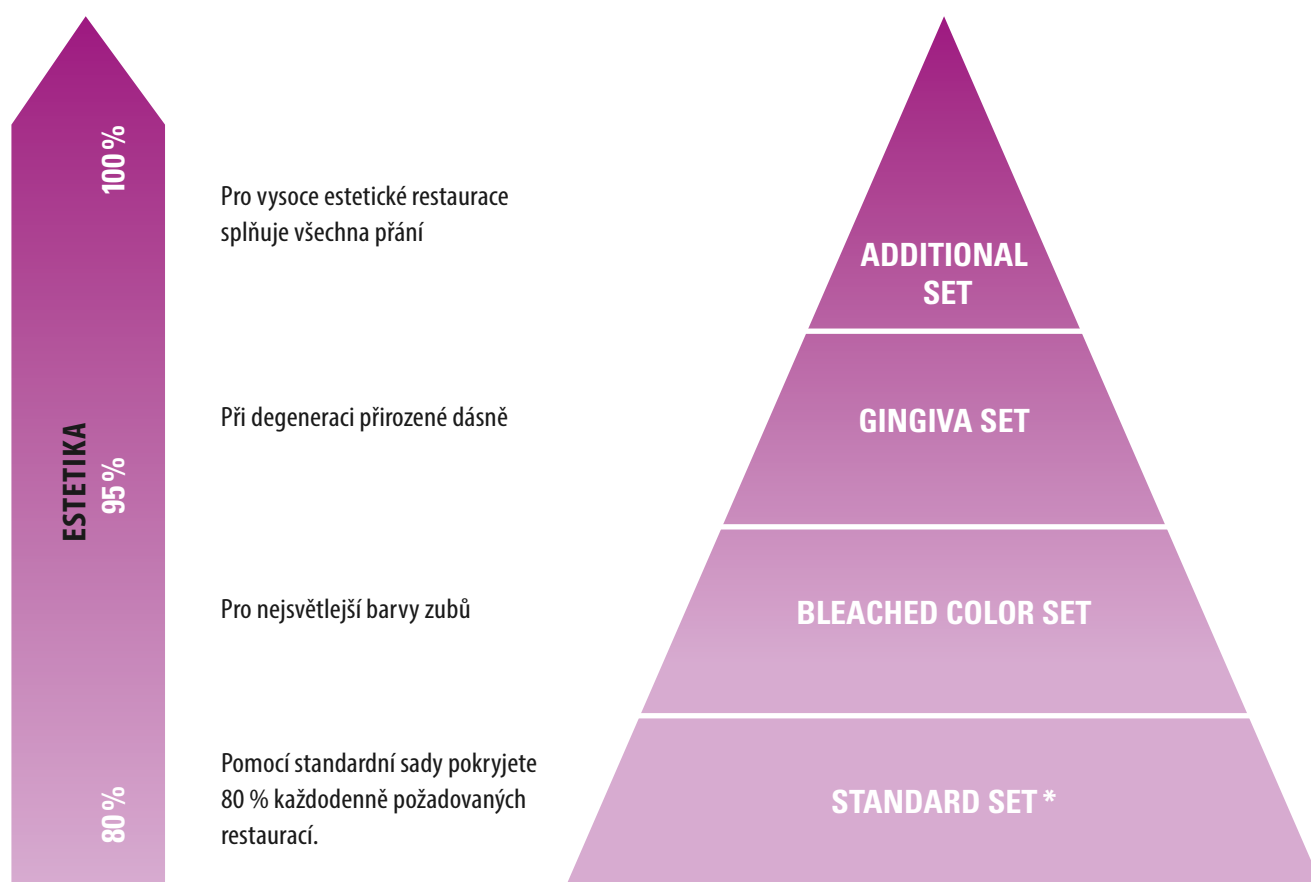 100 %
Pro vysoce estetické restaurace
splňuje všechna přání
ADDITIONAL
SET
ESTETIKA
95 %
Při degeneraci přirozené dásně
GINGIVA SET
Pro nejsvětlejší barvy zubů
BLEACHED COLOR SET
80 %
Pomocí standardní sady pokryjete
80 % každodenně požadovaných
restaurací.
STANDARD SET *